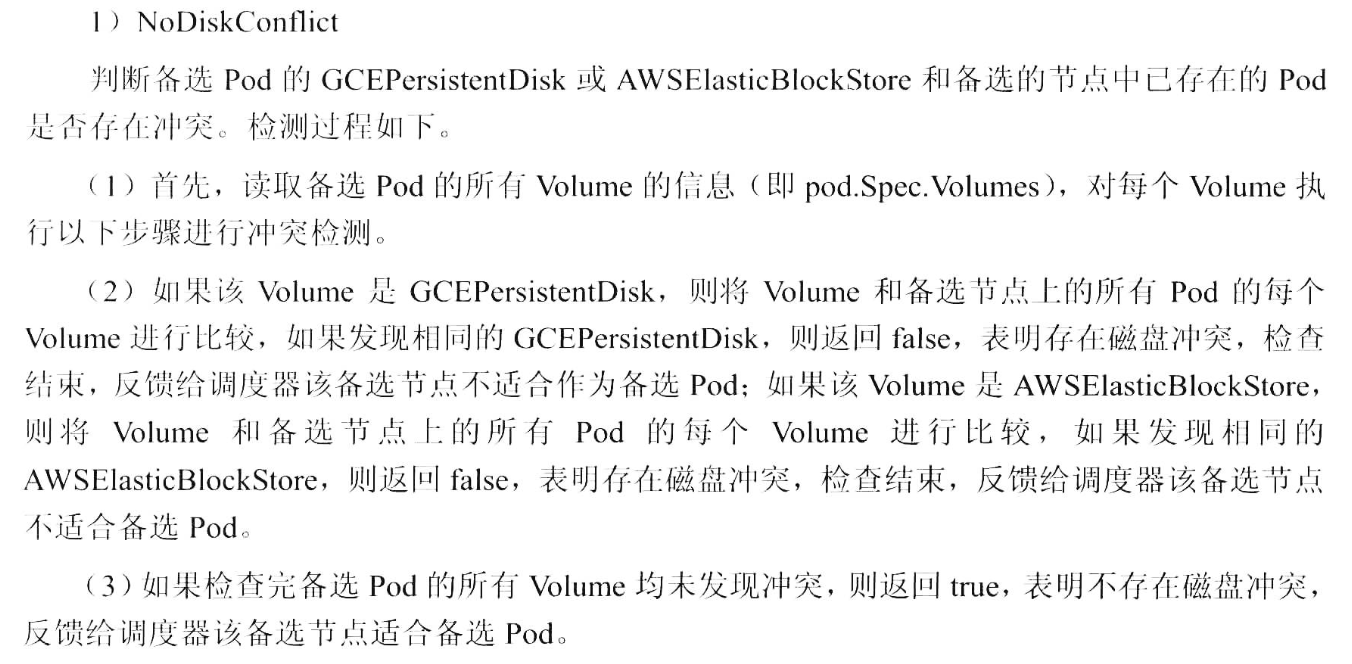 1）NoDiskConflict
判断备选 Pod 的 GCEPersistentDisk 或 AWSElasticBlockStore 和备选的节点中已存在的 Pod
是否存在冲突。检测过程如下。
（1）首先，读取备选 Pod 的所有 Volume 的信息（即 pod.Spec.Volumes），对每个 Volume 执
行以下步骤进行冲突检测。
（2）如果该 Volume 是 GCEPersistentDisk，则将 Volume 和备选节点上的所有 Pod 的每个
Volume 进行比较，如果发现相同的 GCEPersistentDisk，则返回 false，表明存在磁盘冲突，检查
结束，反馈给调度器该备选节点不适合作为备选 Pod；如果该 Volume 是 AWSElasticBlockStore，
则将 Volume 和备选节点上的所有 Pod 的每个 Volume 进行比较，如果发现相同的
AWSElasticBlockStore，则返回 false，表明存在磁盘冲突，检查结束，反馈给调度器该备选节点
不适合备选 Pod。
（3）如果检查完备选 Pod 的所有 Volume 均未发现冲突，则返回 true，表明不存在磁盘冲突，
反馈给调度器该备选节点适合备选 Pod。